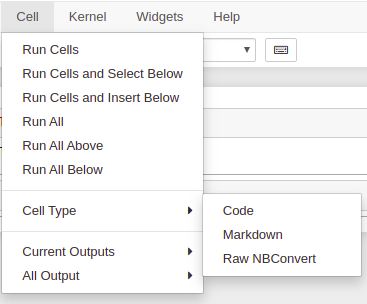 Cell Kernel Widgets Help
Run Cells
Run Cells and Select Below
Run Cells and Insert Below
Run All
Run All Above
Run All Below
Cell Type
Code
Markdown
Raw NBConvert
Current Outputs
All Output